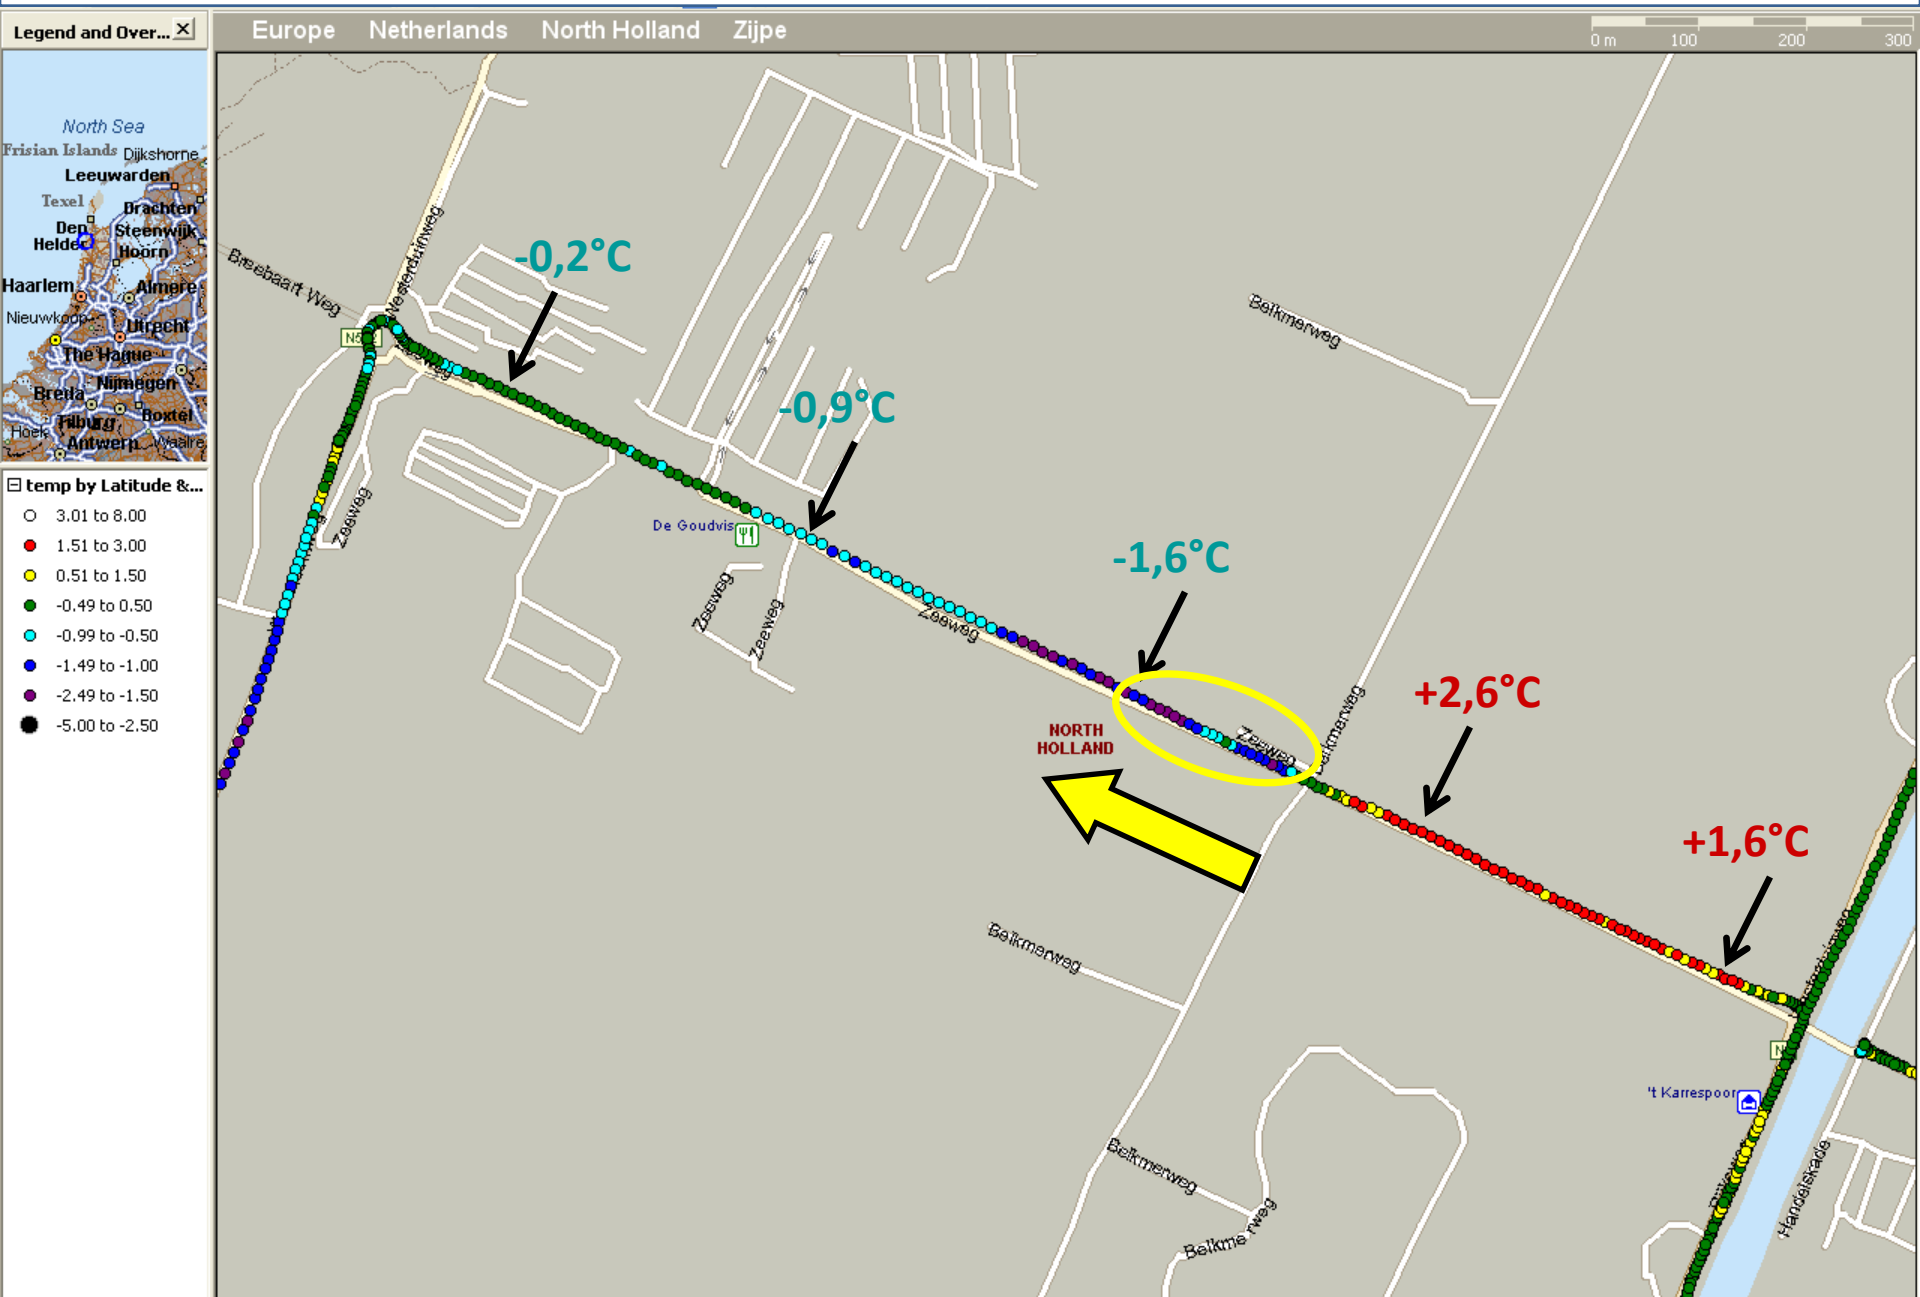 Legend and Over...
Europe Netherlands North Holland Zijpe
0 m 100 200 300
North Sea
Frisian Islands
Dijkshorne
Leeuwarden
Texel
Drachten
Den Helder
Steenwijk
Hoorn
Haarlem
Almere
Nieuwkoop
Utrecht
The Hague
Nijmegen
Breda
Boxtel
Tilburg
Hoek
Antwerp
Waalre
temp by Latitude &...
3.01 to 8.00
1.51 to 3.00
0.51 to 1.50
-0.49 to 0.50
-0.99 to -0.50
-1.49 to -1.00
-2.49 to -1.50
-5.00 to -2.50
Breebaart Weg
Westerduinweg
-0,2°C
Belkmerweg
-0,9°C
Zeeweg
De Goudvis
-1,6°C
Zeeweg
Zeeweg
Zeeweg
+2,6°C
Belkmerweg
NORTH
HOLLAND
Zeeweg
+1,6°C
Belkmerweg
't Karrespoor
Belkmerweg
Handelskade